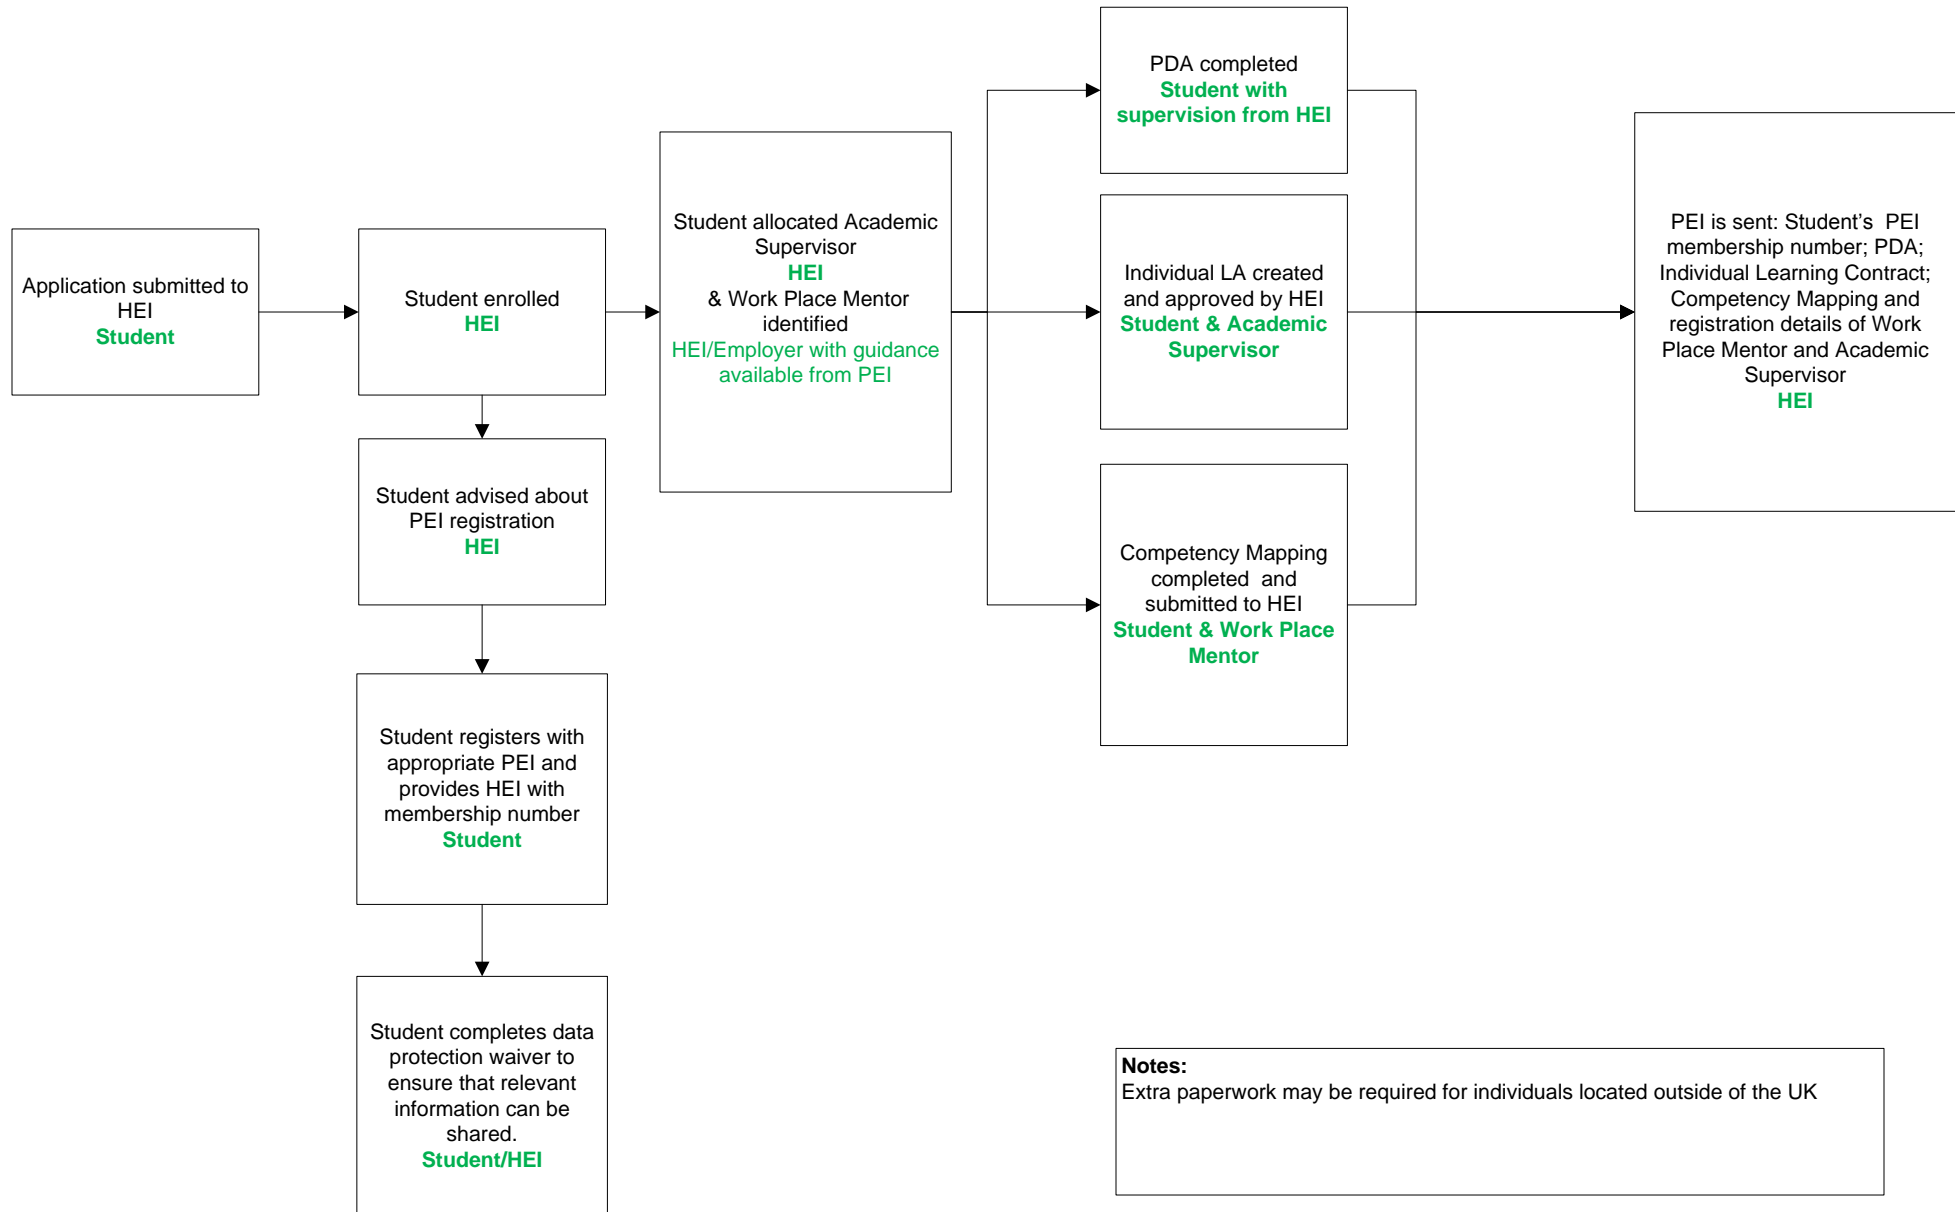 Application submitted to
HEI
Student
Student enrolled
HEI
Student advised about
PEI registration
HEI
Student registers with
appropriate PEI and
provides HEI with
membership number
Student
Student completes data
protection waiver to
ensure that relevant
information can be
shared.
Student/HEI
Student allocated Academic
Supervisor
HEI
& Work Place Mentor
identified
HEI/Employer with guidance
available from PEI
PDA completed
Student with
supervision from HEI
Individual LA created
and approved by HEI
Student & Academic
Supervisor
Competency Mapping
completed and
submitted to HEI
Student & Work Place
Mentor
PEI is sent: Student’s PEI
membership number; PDA;
Individual Learning Contract;
Competency Mapping and
registration details of Work
Place Mentor and Academic
Supervisor
HEI
Notes:
Extra paperwork may be required for individuals located outside of the UK